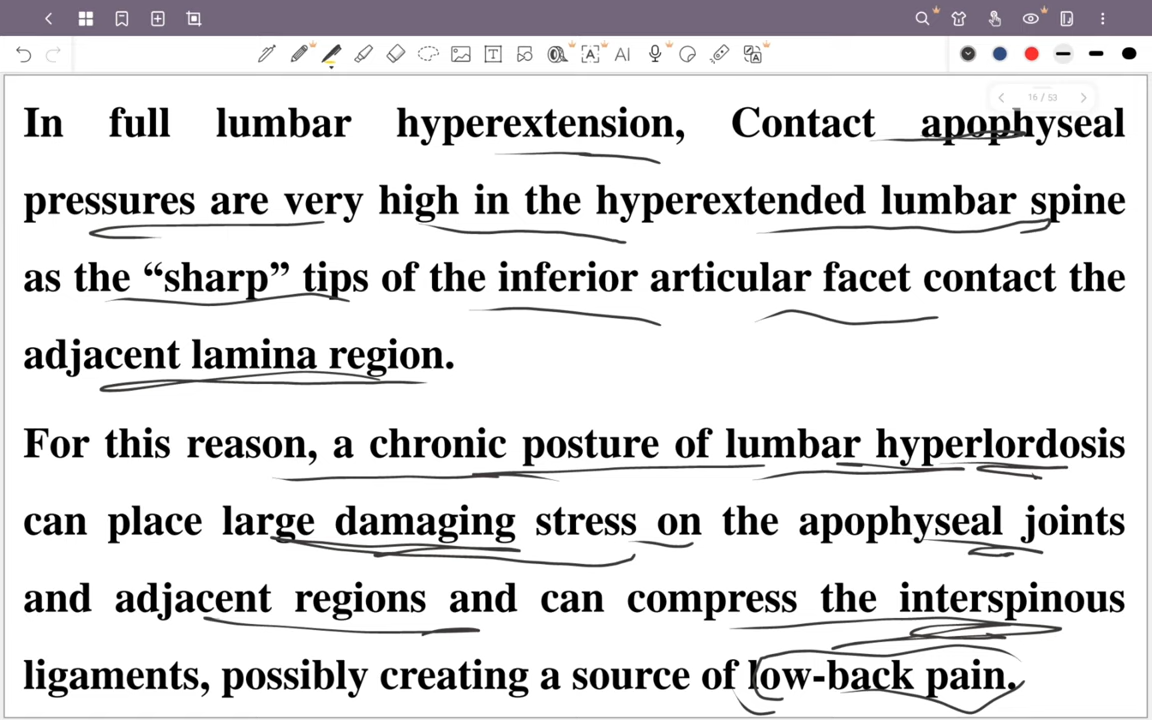 16 / 53
In full lumbar hyperextension, Contact apophyseal
pressures are very high in the hyperextended lumbar spine
as the “sharp” tips of the inferior articular facet contact the
adjacent lamina region.
For this reason, a chronic posture of lumbar hyperlordosis
can place large damaging stress on the apophyseal joints
and adjacent regions and can compress the interspinous
ligaments, possibly creating a source of low-back pain.